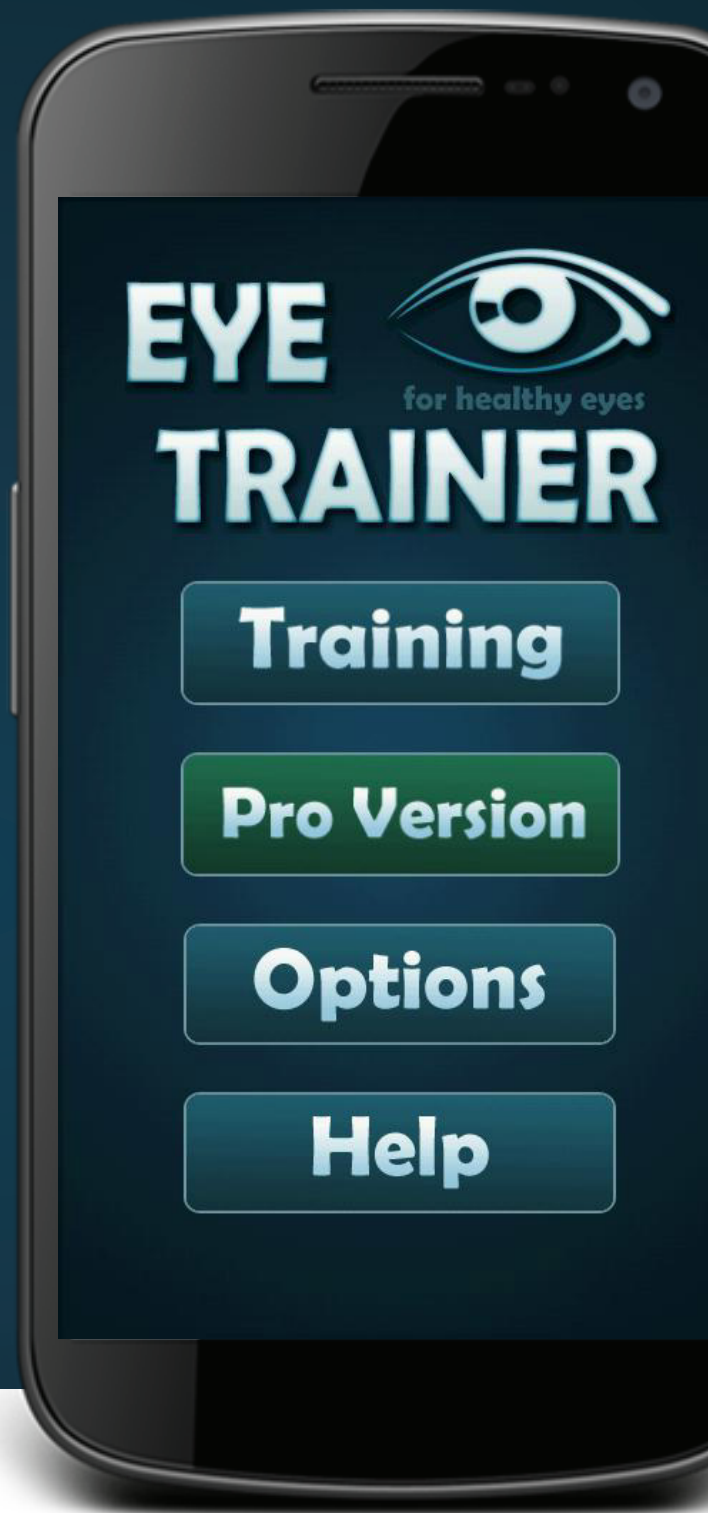 EYE
for healthy eyes
TRAINER
Training
Pro Version
Options
Help